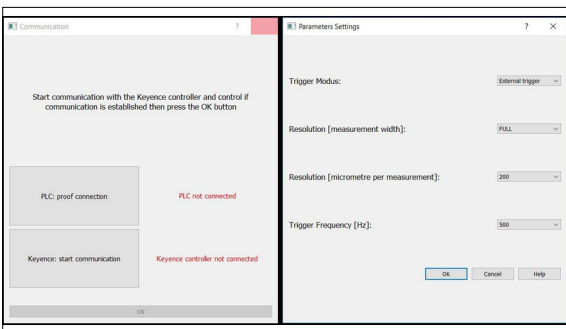 Communication
?
Start communication with the Keyence controller and control if
communication is established then press the OK button
PLC: proof connection
PLC not connected
Keyence: start communication
Keyence controller not connected
OK
Parameters Settings
?
Trigger Modus:
External trigger
Resolution [measurement width]:
FULL
Resolution [micrometre per measurement]:
200
Trigger Frequency [Hz]:
500
OK
Cancel
Help